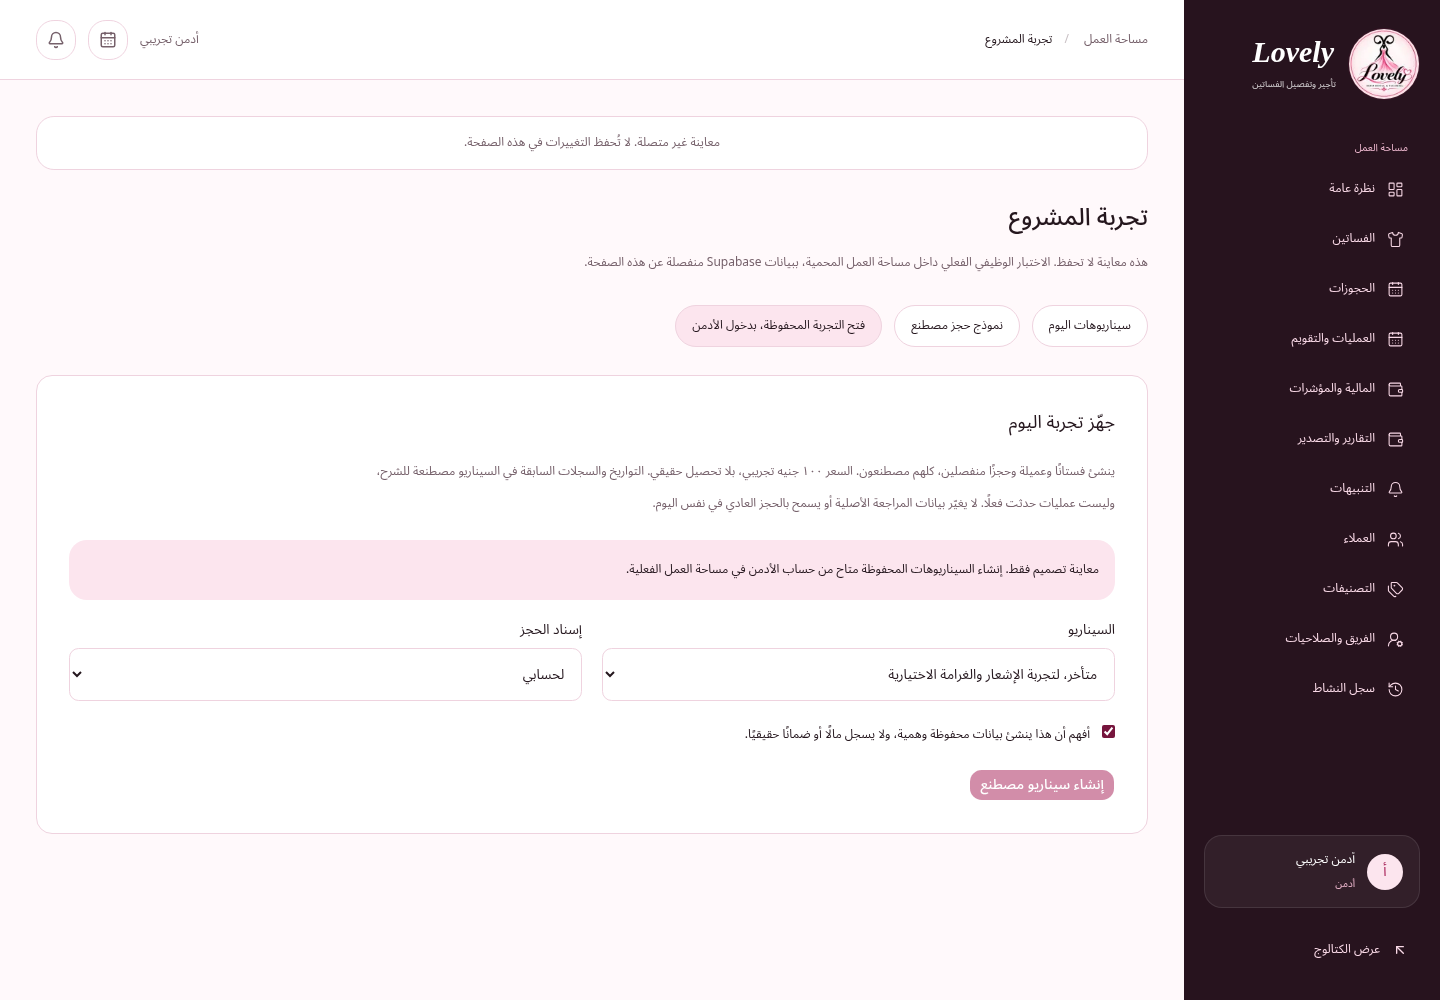 Lovely
تأجير وتفصيل الفساتين
Lovely
مساحة العمل
نظرة عامة
الفساتين
الحجوزات
العمليات والتقويم
المالية والمؤشرات
التقارير والتصدير
التنبيهات
العملاء
التصنيفات
الفريق والصلاحيات
سجل النشاط
أ
أدمن تجريبي
أدمن
عرض الكتالوج
مساحة العمل / تجربة المشروع
أدمن تجريبي
معاينة غير متصلة. لا تُحفظ التغييرات في هذه الصفحة.
تجربة المشروع
هذه معاينة لا تحفظ. الاختبار الوظيفي الفعلي داخل مساحة العمل المحمية، ببيانات Supabase منفصلة عن هذه الصفحة.
سيناريوهات اليوم
نموذج حجز مصطنع
فتح التجربة المحفوظة، بدخول الأدمن
جهّز تجربة اليوم
ينشئ فستانًا وعميلة وحجزًا منفصلين، كلهم مصطنعون. السعر ١٠٠ جنيه تجريبي، بلا تحصيل حقيقي. التواريخ والسجلات السابقة في السيناريو مصطنعة للشرح،
وليست عمليات حدثت فعلًا. لا يغيّر بيانات المراجعة الأصلية أو يسمح بالحجز العادي في نفس اليوم.
معاينة تصميم فقط. إنشاء السيناريوهات المحفوظة متاح من حساب الأدمن في مساحة العمل الفعلية.
السيناريو
متأخر، لتجربة الإشعار والغرامة الاختيارية
إسناد الحجز
لحسابي
أفهم أن هذا ينشئ بيانات محفوظة وهمية، ولا يسجل مالًا أو ضمانًا حقيقيًا.
إنشاء سيناريو مصطنع